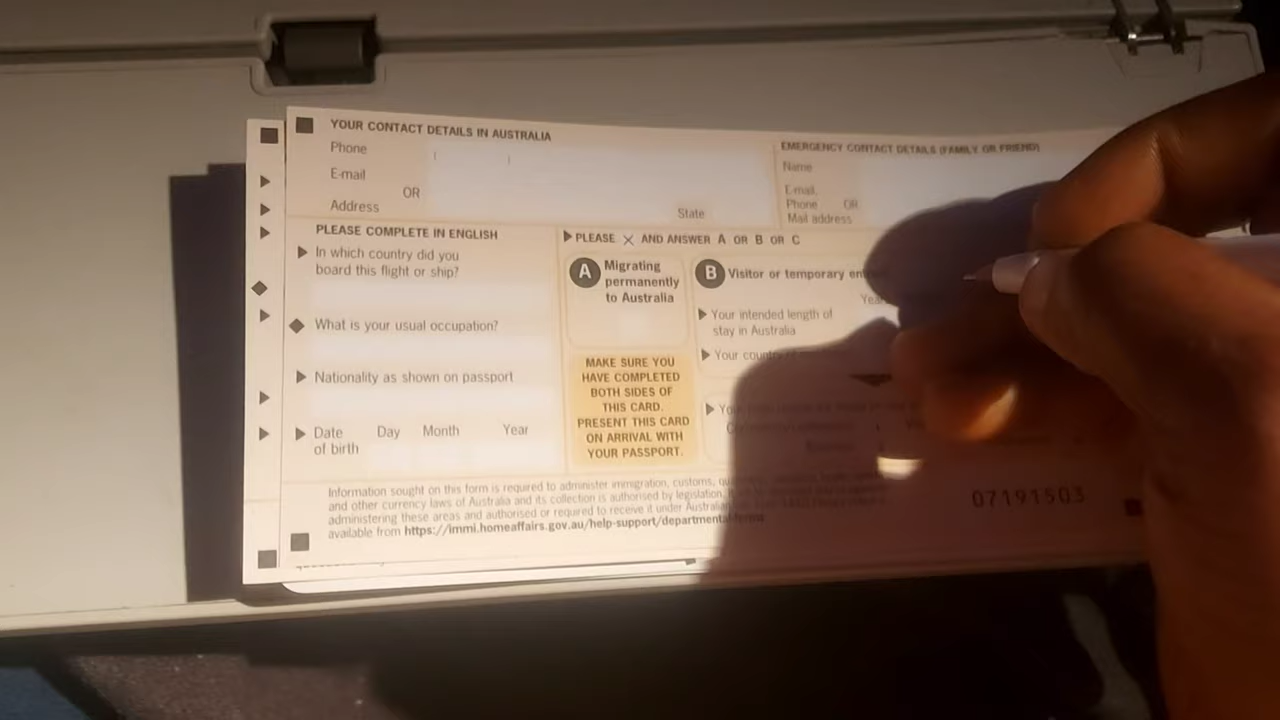 YOUR CONTACT DETAILS IN AUSTRALIA
Phone
E-mail
OR
Address
State
EMERGENCY CONTACT DETAILS (FAMILY OR FRIEND)
Name
E-mail,
Phone OR
Mail address
PLEASE COMPLETE IN ENGLISH
In which country did you
board this flight or ship?
What is your usual occupation?
Nationality as shown on passport
Date Day Month Year
of birth
PLEASE X AND ANSWER A OR B OR C
A Migrating
permanently
to Australia
MAKE SURE YOU
HAVE COMPLETED
BOTH SIDES OF
THIS CARD.
PRESENT THIS CARD
ON ARRIVAL WITH
YOUR PASSPORT.
B Visitor or temporary
Your intended length of
stay in Australia
Your
Information sought on this form is required to administer immigration, customs,
and other currency laws of Australia and its collection is authorised by legislation.
administering these areas and authorised or required to receive it under Australian
available from https://immi.homeaffairs.gov.au/help-support/departmental-forms
07191503